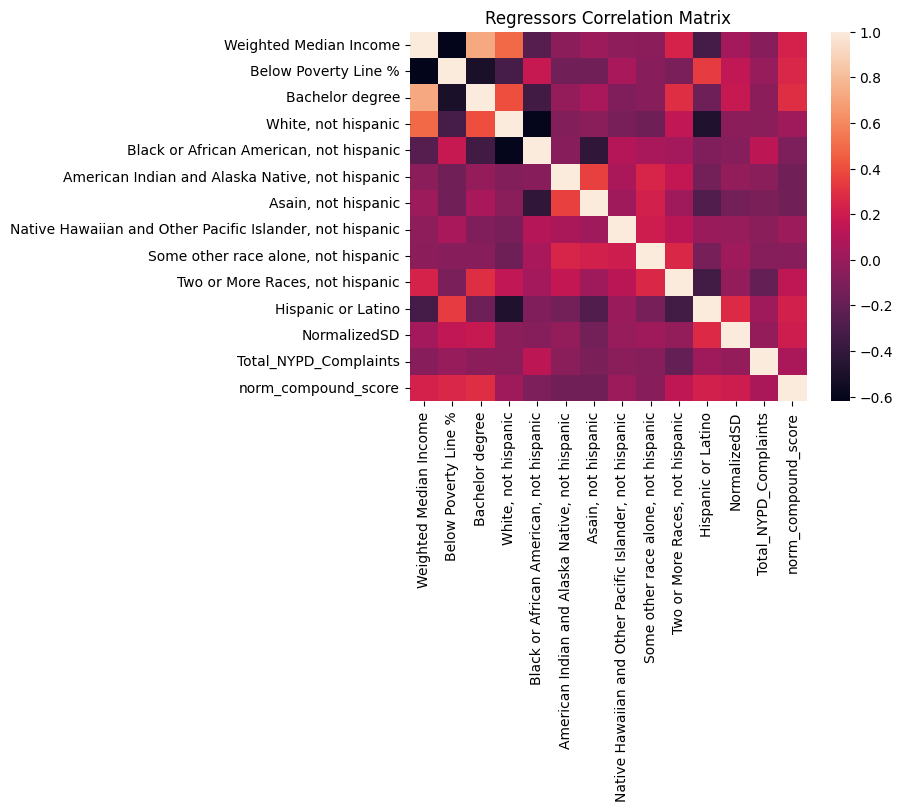 Regressors Correlation Matrix
Weighted Median Income
Below Poverty Line %
Bachelor degree
White, not hispanic
Black or African American, not hispanic
American Indian and Alaska Native, not hispanic
Asain, not hispanic
Native Hawaiian and Other Pacific Islander, not hispanic
Some other race alone, not hispanic
Two or More Races, not hispanic
Hispanic or Latino
NormalizedSD
Total_NYPD_Complaints
norm_compound_score
Weighted Median Income
Below Poverty Line %
Bachelor degree
White, not hispanic
Black or African American, not hispanic
American Indian and Alaska Native, not hispanic
Asain, not hispanic
Native Hawaiian and Other Pacific Islander, not hispanic
Some other race alone, not hispanic
Two or More Races, not hispanic
Hispanic or Latino
NormalizedSD
Total_NYPD_Complaints
norm_compound_score
1.0
0.8
0.6
0.4
0.2
0.0
−0.2
−0.4
−0.6